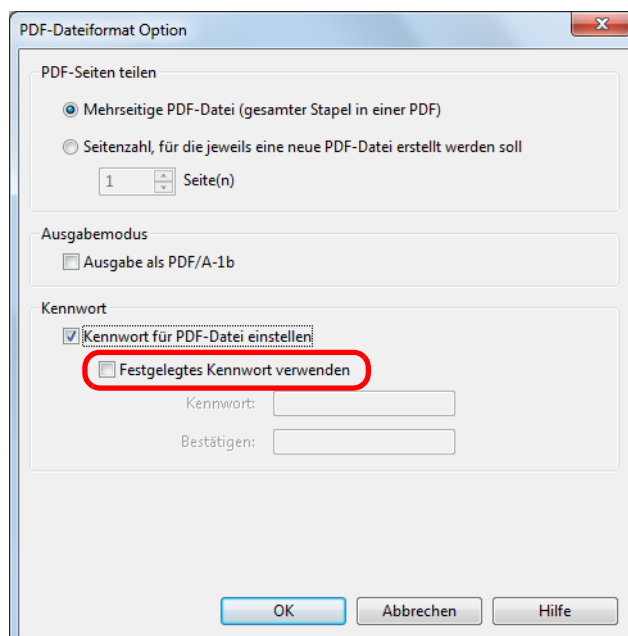 PDF-Dateiformat Option
PDF-Seiten teilen
Mehrseitige PDF-Datei (gesamter Stapel in einer PDF)
Seitenzahl, für die jeweils eine neue PDF-Datei erstellt werden soll
1 Seite(n)
Ausgabemodus
Ausgabe als PDF/A-1b
Kennwort
Kennwort für PDF-Datei einstellen
Festgelegtes Kennwort verwenden
Kennwort:
Bestätigen:
OK Abbrechen Hilfe